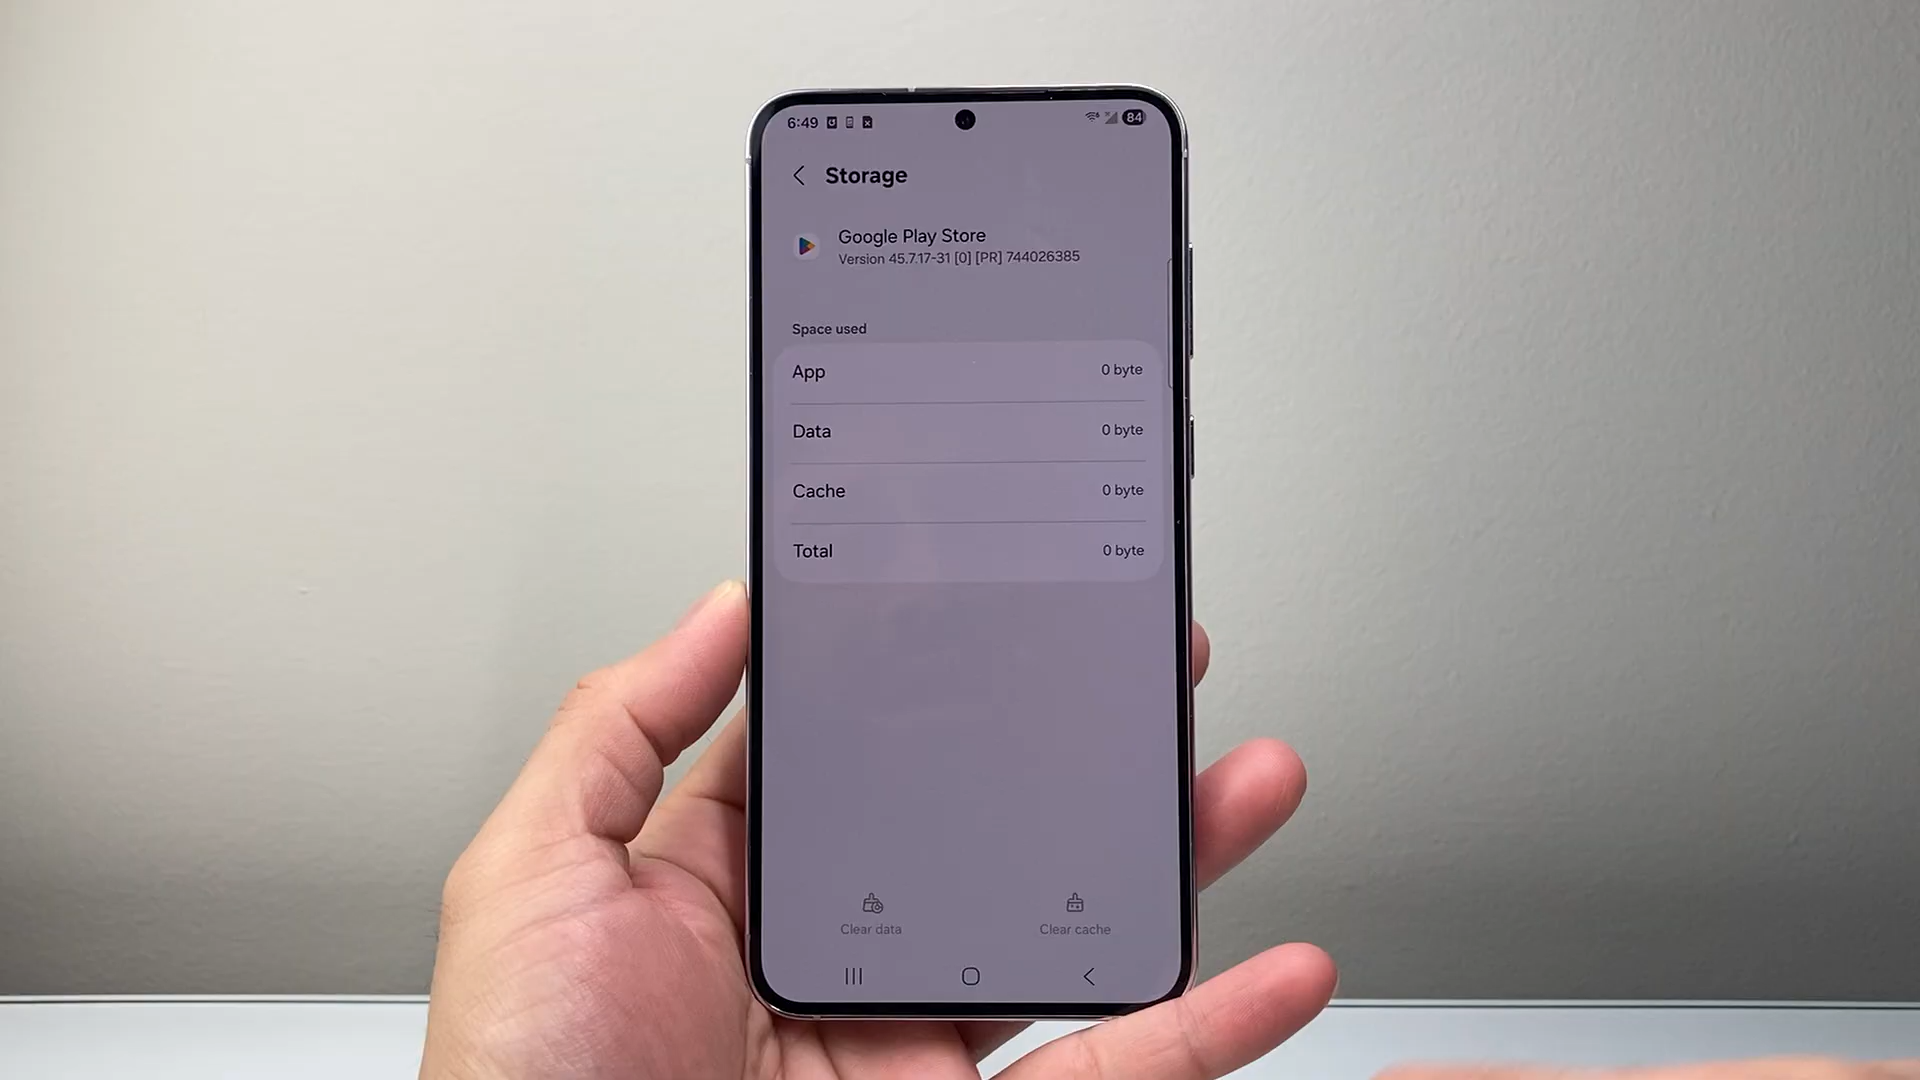 6:49
84
Storage
Google Play Store
Version 45.7.17-31 [0] [PR] 744026385
Space used
App 0 byte
Data 0 byte
Cache 0 byte
Total 0 byte
Clear data Clear cache